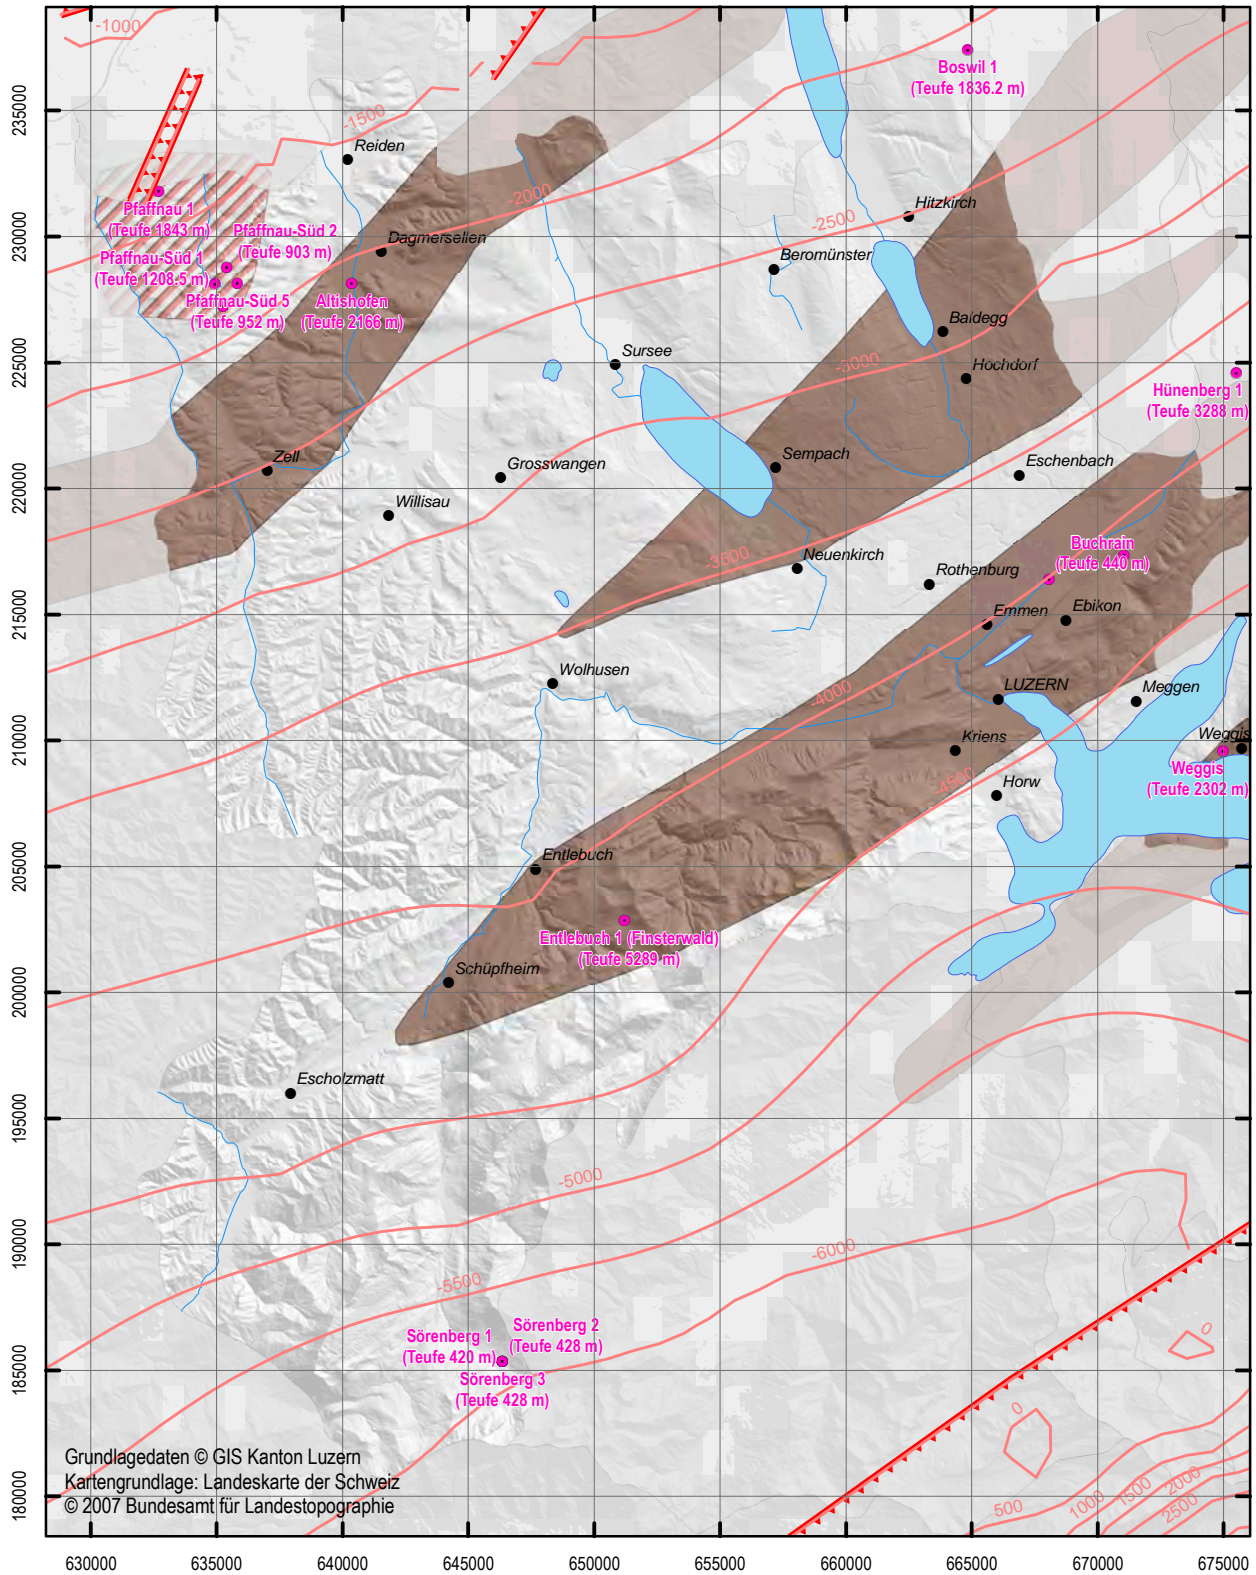 -1000
Boswil 1
(Teufe 1836.2 m)
235000
-1500
Reiden
-2000
Pfaffnau 1
(Teufe 1843 m)
Hitzkirch
-2500
230000
Pfaffnau-Süd 2
(Teufe 903 m)
Dagmersellen
Beromünster
Pfaffnau-Süd 1
(Teufe 1208.5 m)
Pfaffnau-Süd 5
(Teufe 952 m)
Altishofen
(Teufe 2166 m)
Baldegg
225000
Sursee
-3000
Hochdorf
Hünenberg 1
(Teufe 3288 m)
Zell
Grosswangen
Sempach
Eschenbach
220000
Willisau
-3500
Neuenkirch
Rothenburg
Buchrain
(Teufe 440 m)
215000
Emmen
Ebikon
Wolhusen
-4000
LUZERN
Meggen
210000
Kriens
Weggis
Weggis
(Teufe 2302 m)
-4500
Horw
205000
Entlebuch
Entlebuch 1 (Finsterwald)
(Teufe 5289 m)
200000
Schüpfheim
Escholzmatt
195000
-5000
190000
-6000
-5500
Sörenberg 1
(Teufe 420 m)
Sörenberg 2
(Teufe 428 m)
Sörenberg 3
(Teufe 428 m)
0
185000
0
Grundlagedaten © GIS Kanton Luzern
Kartengrundlage: Landeskarte der Schweiz
© 2007 Bundesamt für Landestopographie
180000
500
1000
1500
2000
2500
630000
635000
640000
645000
650000
655000
660000
665000
670000
675000